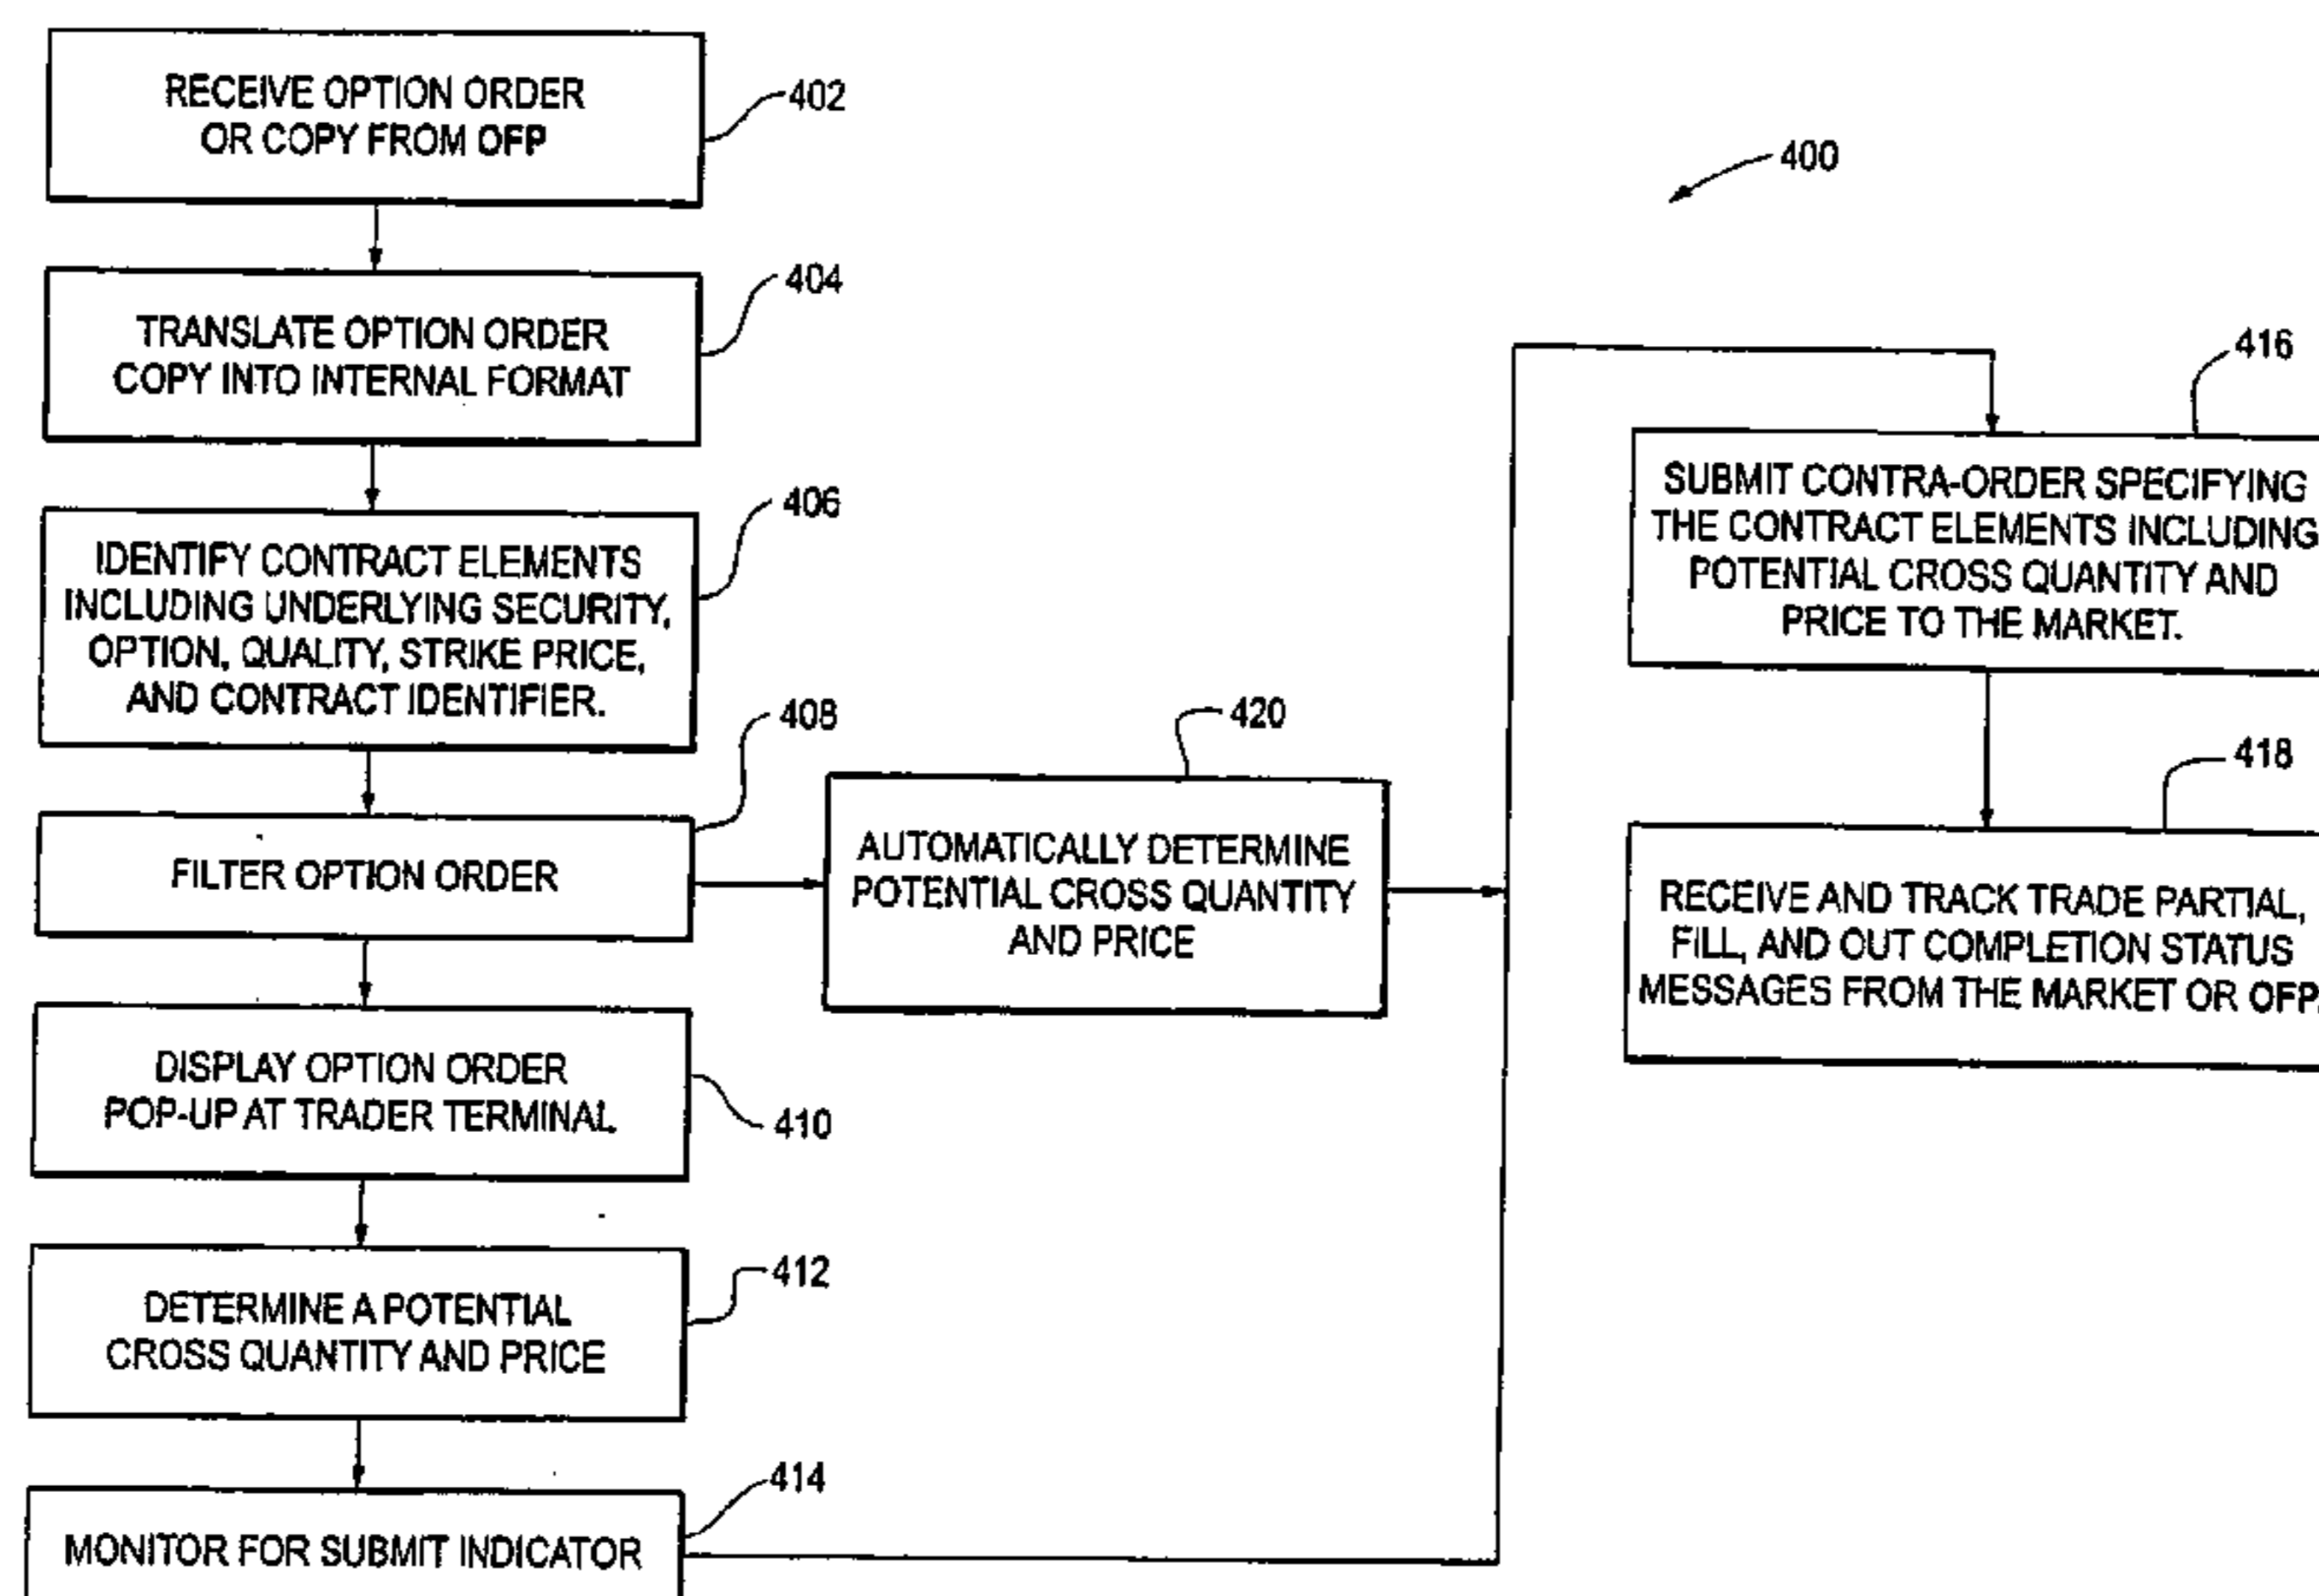 RECEIVE OPTION ORDER
OR COPY FROM OFP
402
400
TRANSLATE OPTION ORDER
COPY INTO INTERNAL FORMAT
404
IDENTIFY CONTRACT ELEMENTS
INCLUDING UNDERLYING SECURITY,
OPTION, QUALITY, STRIKE PRICE,
AND CONTRACT IDENTIFIER.
406
FILTER OPTION ORDER
408
DISPLAY OPTION ORDER
POP-UP AT TRADER TERMINAL
410
DETERMINE A POTENTIAL
CROSS QUANTITY AND PRICE
412
MONITOR FOR SUBMIT INDICATOR
414
420
AUTOMATICALLY DETERMINE
POTENTIAL CROSS QUANTITY
AND PRICE
416
SUBMIT CONTRA-ORDER SPECIFYING
THE CONTRACT ELEMENTS INCLUDING
POTENTIAL CROSS QUANTITY AND
PRICE TO THE MARKET.
418
RECEIVE AND TRACK TRADE PARTIAL,
FILL, AND OUT COMPLETION STATUS
MESSAGES FROM THE MARKET OR OFP.